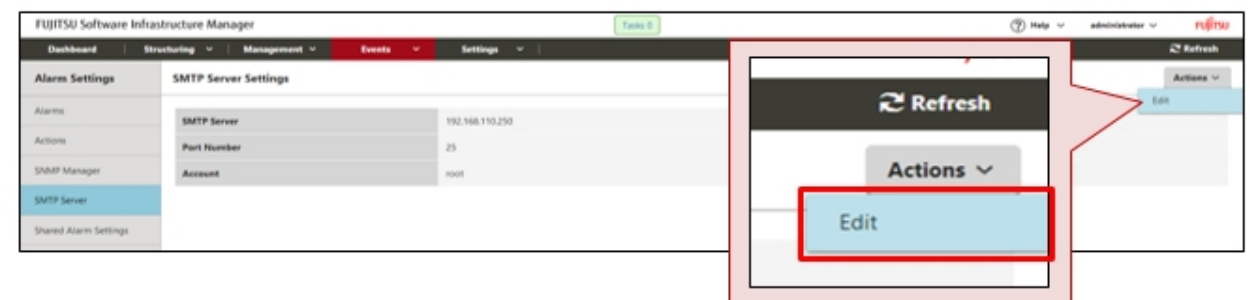 FUJITSU Software Infrastructure Manager
Tasks 0
Help
administrator
FUJITSU
Dashboard
Structuring
Management
Events
Settings
Refresh
Alarm Settings
SMTP Server Settings
Actions
Edit
Alarms
Actions
SNMP Manager
SMTP Server
Shared Alarm Settings
SMTP Server 192.168.110.250
Port Number 25
Account root
Refresh
Actions
Edit